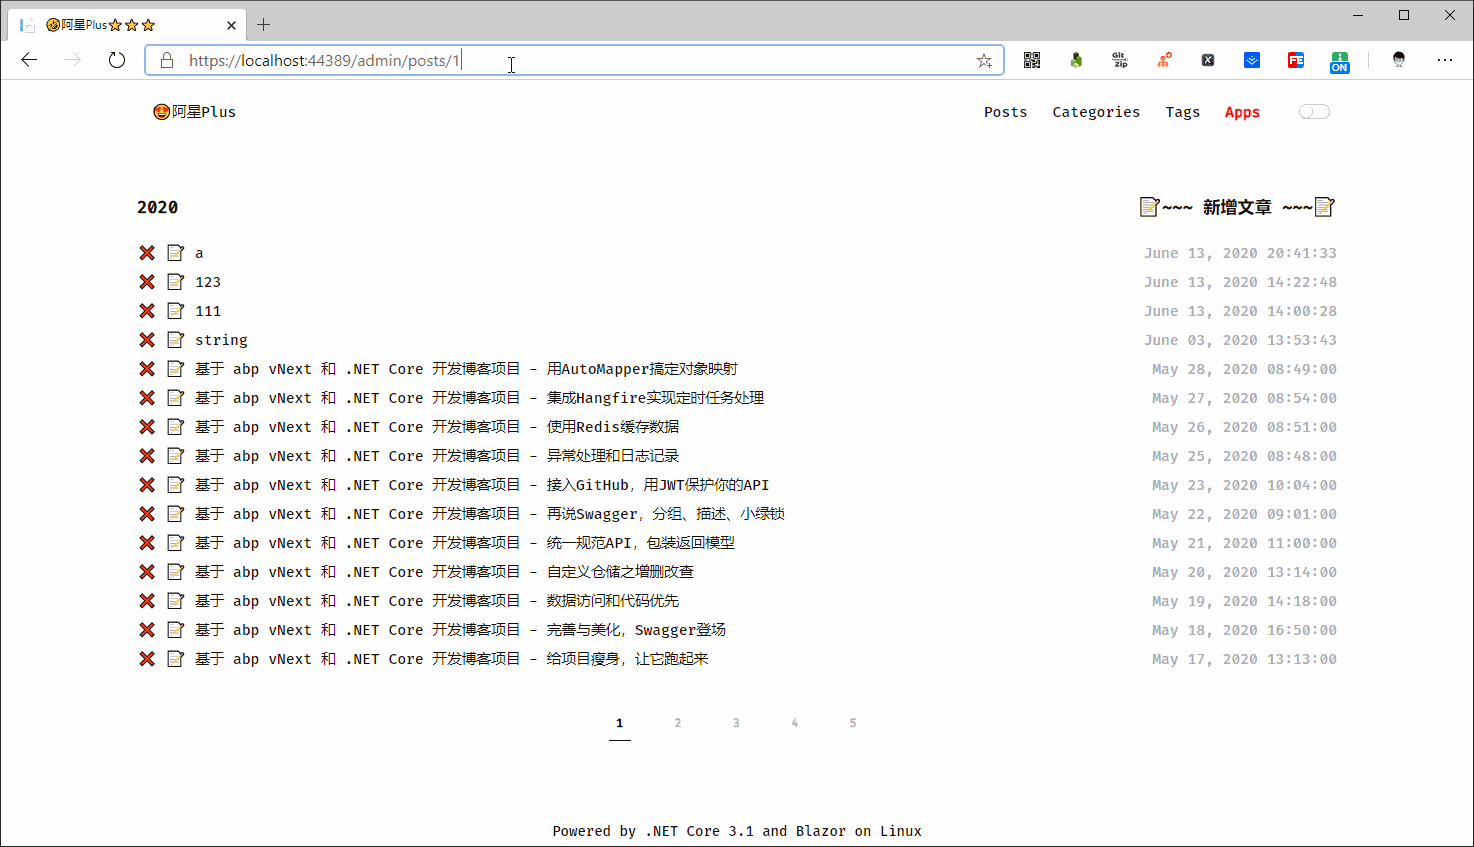 阿星Plus
https://localhost:44389/admin/posts/1
Git
Zip
X
FE
ON
阿星Plus
Posts Categories Tags Apps
2020
~~~ 新增文章 ~~~
a June 13, 2020 20:41:33
123 June 13, 2020 14:22:48
111 June 13, 2020 14:00:28
string June 03, 2020 13:53:43
基于 abp vNext 和 .NET Core 开发博客项目 - 用AutoMapper搞定对象映射 May 28, 2020 08:49:00
基于 abp vNext 和 .NET Core 开发博客项目 - 集成Hangfire实现定时任务处理 May 27, 2020 08:54:00
基于 abp vNext 和 .NET Core 开发博客项目 - 使用Redis缓存数据 May 26, 2020 08:51:00
基于 abp vNext 和 .NET Core 开发博客项目 - 异常处理和日志记录 May 25, 2020 08:48:00
基于 abp vNext 和 .NET Core 开发博客项目 - 接入GitHub，用JWT保护你的API May 23, 2020 10:04:00
基于 abp vNext 和 .NET Core 开发博客项目 - 再说Swagger，分组、描述、小绿锁 May 22, 2020 09:01:00
基于 abp vNext 和 .NET Core 开发博客项目 - 统一规范API，包装返回模型 May 21, 2020 11:00:00
基于 abp vNext 和 .NET Core 开发博客项目 - 自定义仓储之增删改查 May 20, 2020 13:14:00
基于 abp vNext 和 .NET Core 开发博客项目 - 数据访问和代码优先 May 19, 2020 14:18:00
基于 abp vNext 和 .NET Core 开发博客项目 - 完善与美化，Swagger登场 May 18, 2020 16:50:00
基于 abp vNext 和 .NET Core 开发博客项目 - 给项目瘦身，让它跑起来 May 17, 2020 13:13:00
1 2 3 4 5
Powered by .NET Core 3.1 and Blazor on Linux